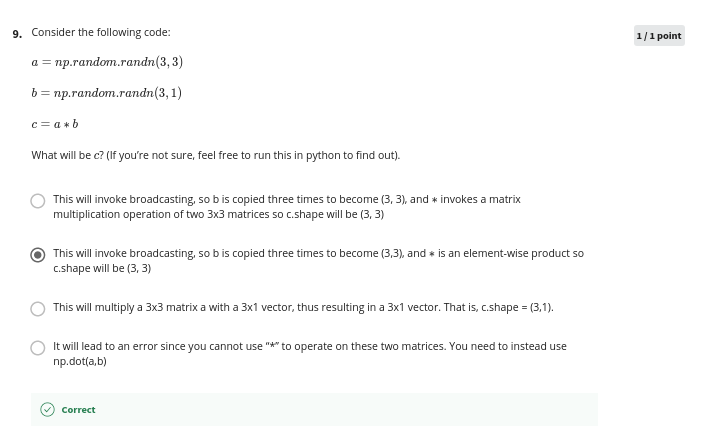 9. Consider the following code:
1 / 1 point
a = np.random.randn(3, 3)
b = np.random.randn(3, 1)
c = a ∗ b
What will be c? (If you're not sure, feel free to run this in python to find out).
This will invoke broadcasting, so b is copied three times to become (3, 3), and ∗ invokes a matrix
multiplication operation of two 3x3 matrices so c.shape will be (3, 3)
This will invoke broadcasting, so b is copied three times to become (3,3), and ∗ is an element-wise product so
c.shape will be (3, 3)
This will multiply a 3x3 matrix a with a 3x1 vector, thus resulting in a 3x1 vector. That is, c.shape = (3,1).
It will lead to an error since you cannot use “*” to operate on these two matrices. You need to instead use
np.dot(a,b)
Correct